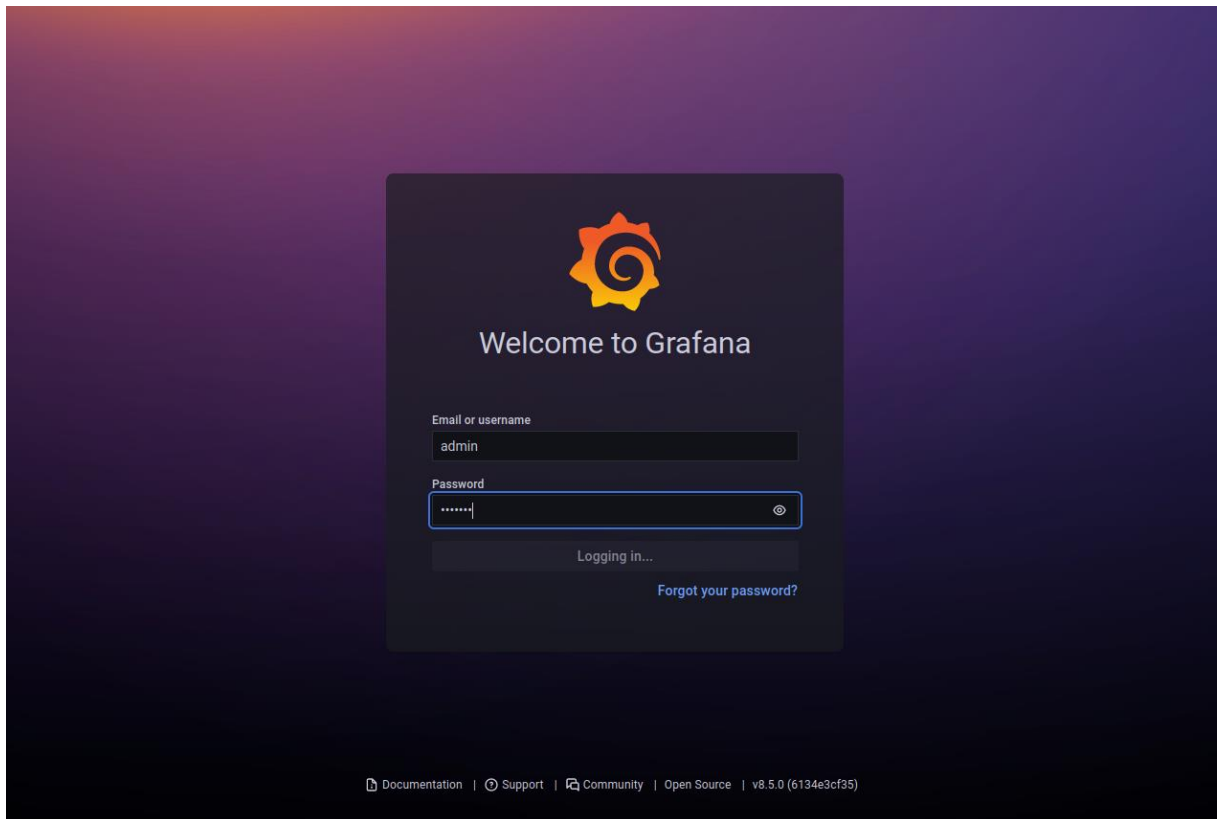 Welcome to Grafana
Email or username
admin
Password
•••••••
Logging in...
Forgot your password?
Documentation | Support | Community | Open Source | v8.5.0 (6134e3cf35)